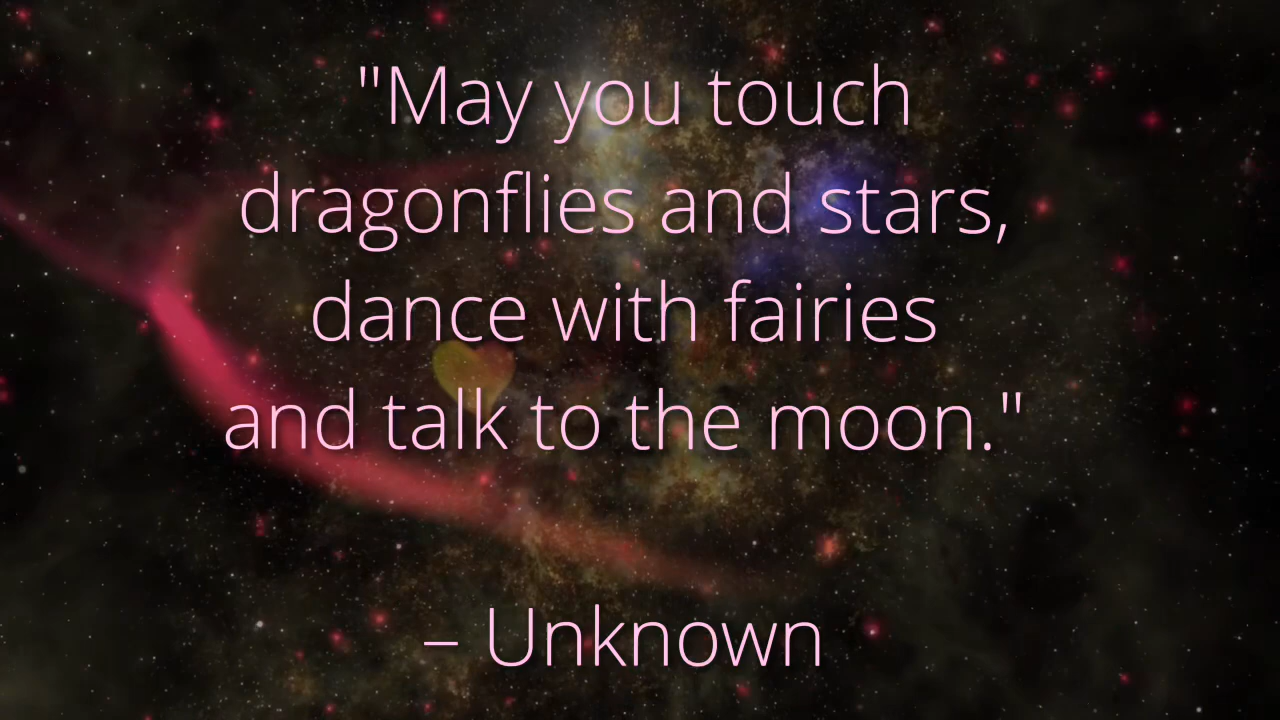 "May you touch
dragonflies and stars,
dance with fairies
and talk to the moon."
– Unknown